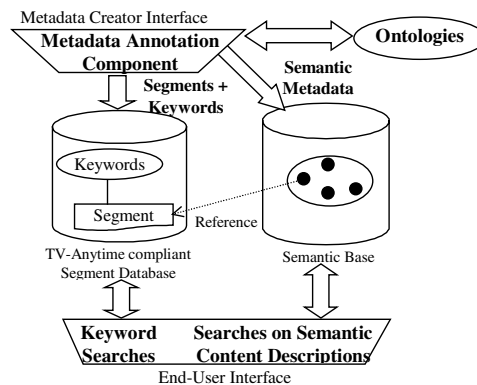 Metadata Creator Interface
Metadata Annotation
Component
Ontologies
Segments +
Keywords
Semantic
Metadata
Keywords
Segment
Reference
TV-Anytime compliant
Segment Database
Semantic Base
Keyword
Searches
Searches on Semantic
Content Descriptions
End-User Interface